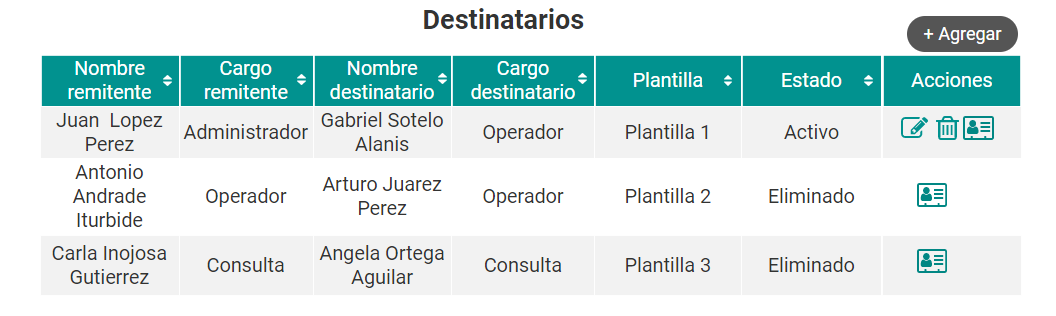 Destinatarios
+ Agregar
Nombre remitente Cargo remitente Nombre destinatario Cargo destinatario Plantilla Estado Acciones
Juan Lopez Perez Administrador Gabriel Sotelo Alanis Operador Plantilla 1 Activo
Antonio Andrade Iturbide Operador Arturo Juarez Perez Operador Plantilla 2 Eliminado
Carla Inojosa Gutierrez Consulta Angela Ortega Aguilar Consulta Plantilla 3 Eliminado